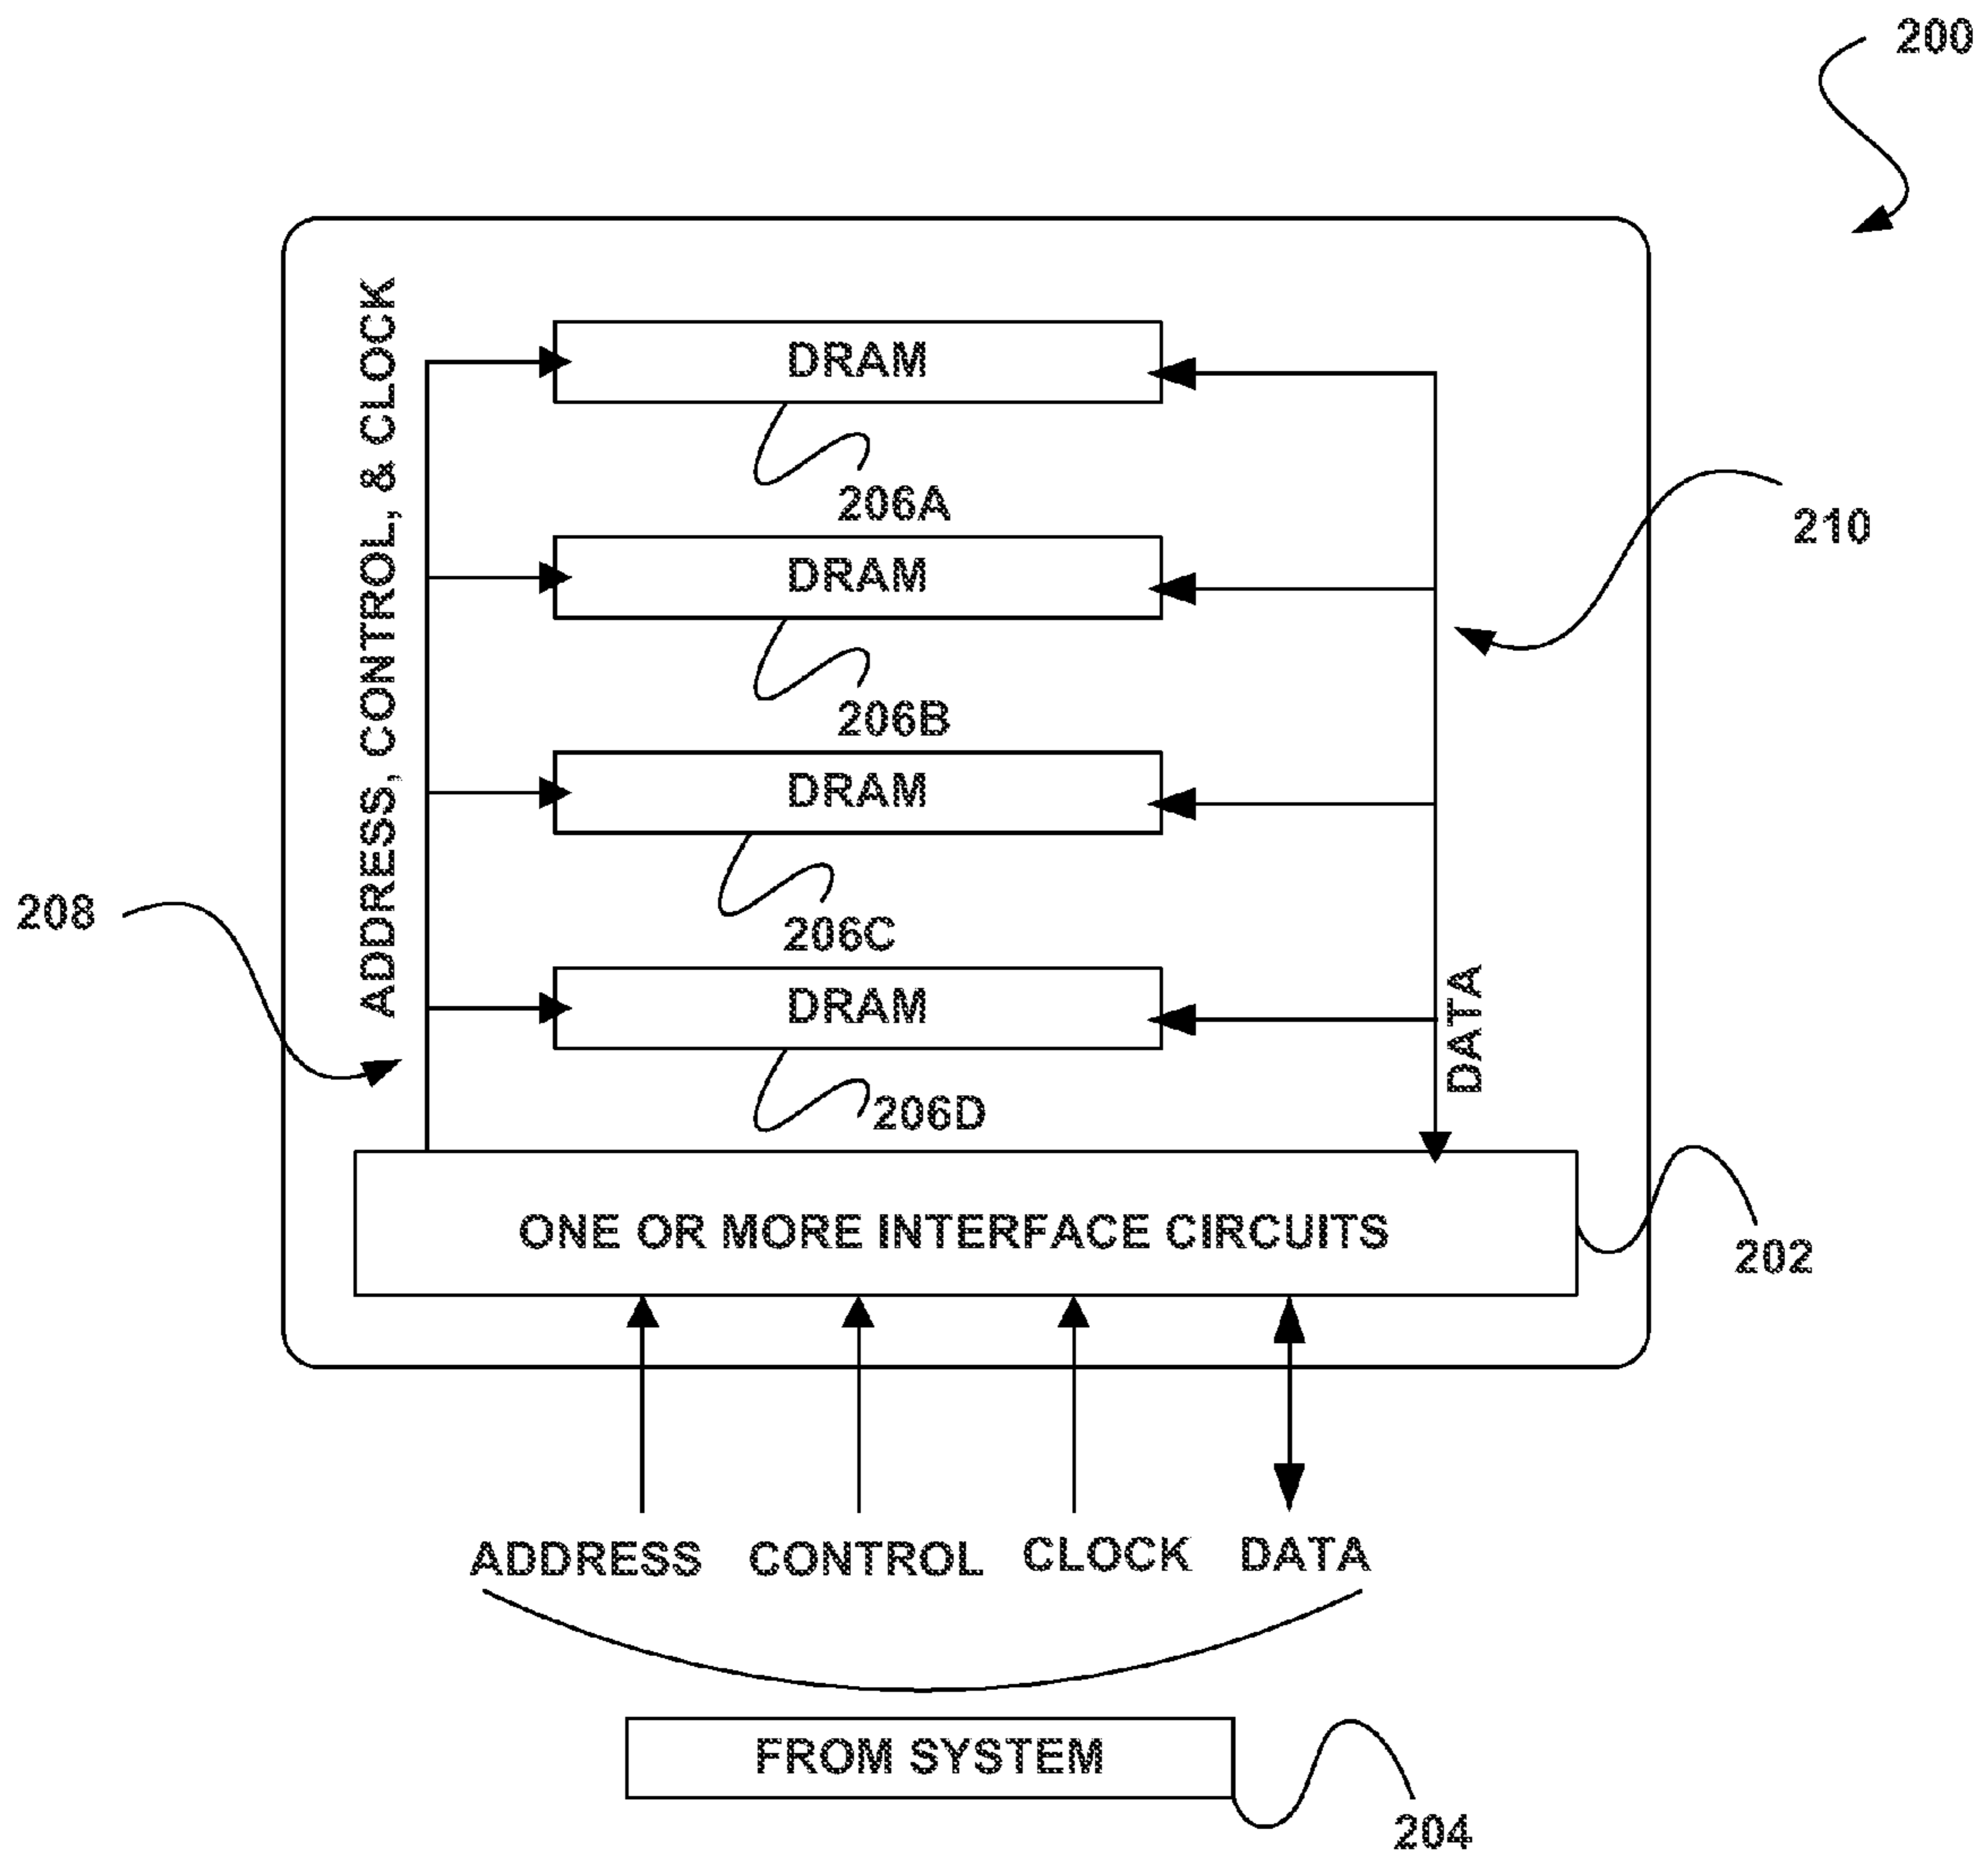 200
ADDRESS, CONTROL, & CLOCK
DRAM
206A
210
DRAM
206B
DRAM
208
206C
DRAM
DATA
206D
ONE OR MORE INTERFACE CIRCUITS
202
ADDRESS CONTROL CLOCK DATA
FROM SYSTEM
204